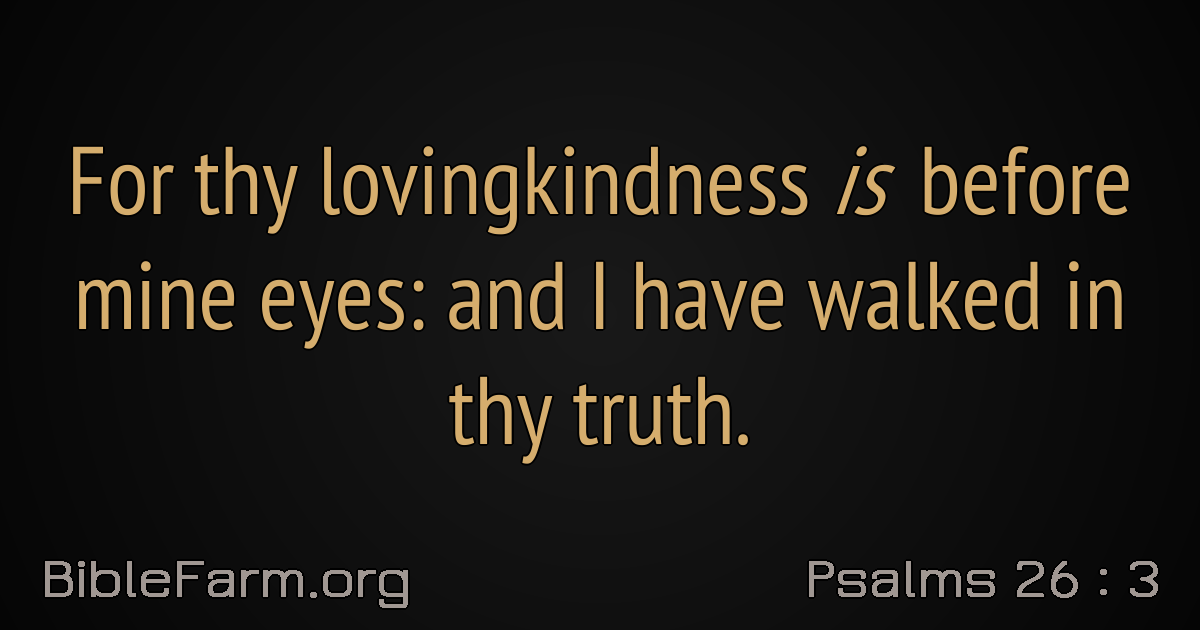 For thy lovingkindness is before
mine eyes: and I have walked in
thy truth.
BibleFarm.org
Psalms 26 : 3